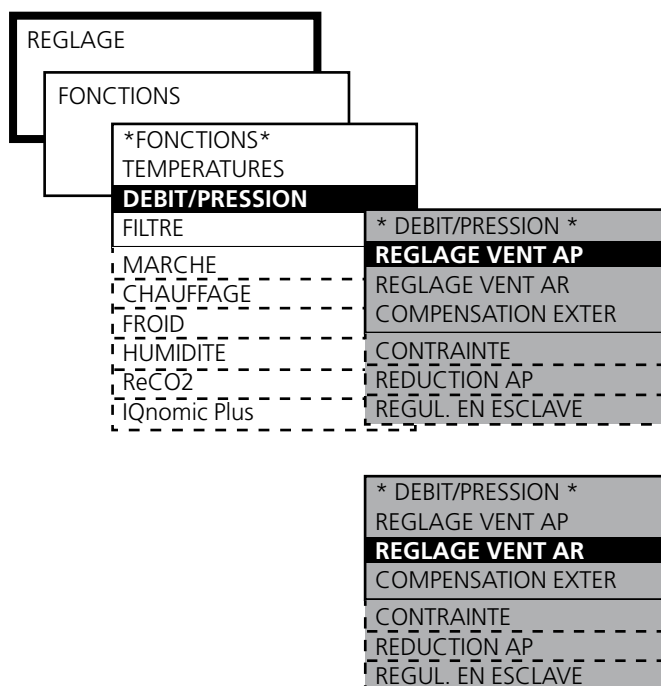 REGLAGE
FONCTIONS
*FONCTIONS*
TEMPERATURES
DEBIT/PRESSION
FILTRE
MARCHE
CHAUFFAGE
FROID
HUMIDITE
ReCO2
IQnomic Plus
* DEBIT/PRESSION *
REGLAGE VENT AP
REGLAGE VENT AR
COMPENSATION EXTER
CONTRAINTE
REDUCTION AP
REGUL. EN ESCLAVE
* DEBIT/PRESSION *
REGLAGE VENT AP
REGLAGE VENT AR
COMPENSATION EXTER
CONTRAINTE
REDUCTION AP
REGUL. EN ESCLAVE